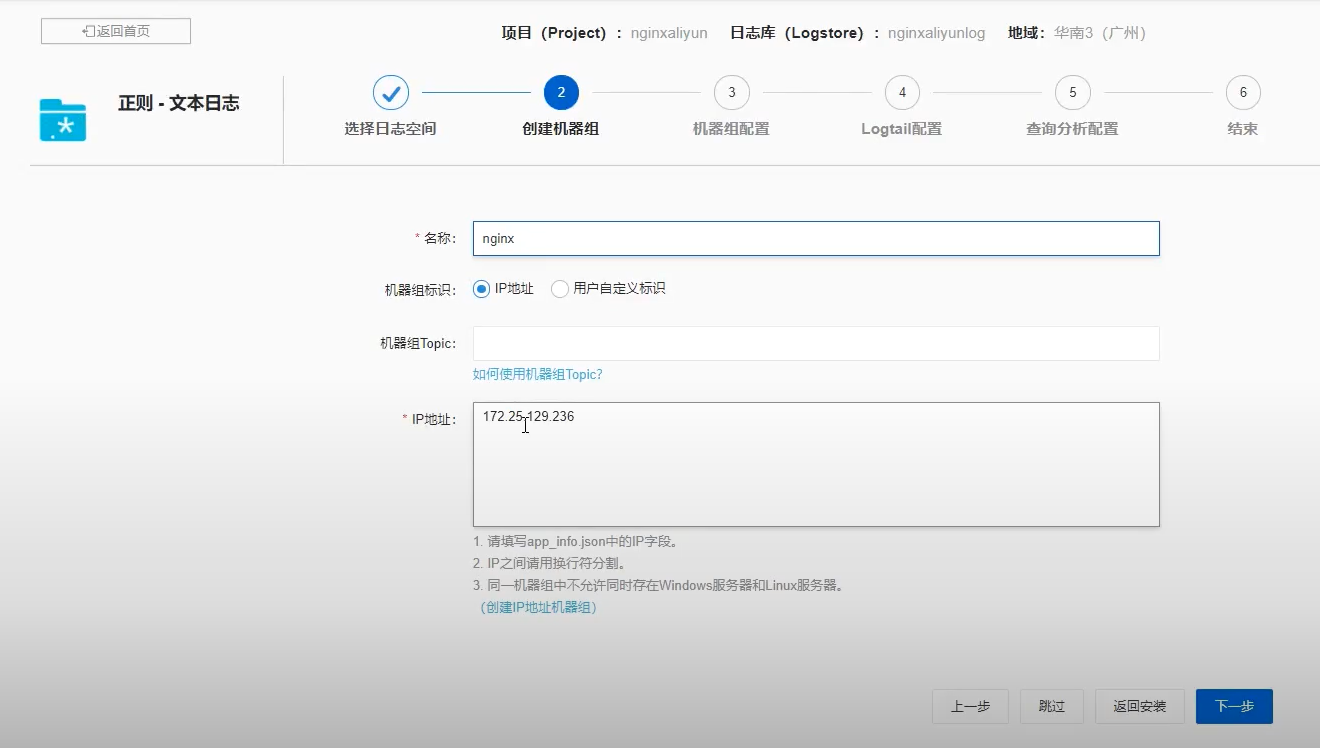 返回首页
项目（Project）： nginxaliyun 日志库（Logstore）： nginxaliyunlog 地域： 华南3（广州）
正则 - 文本日志
选择日志空间
2 创建机器组
3 机器组配置
4 Logtail配置
5 查询分析配置
6 结束
* 名称： nginx
机器组标识： IP地址 用户自定义标识
机器组Topic：
如何使用机器组Topic？
* IP地址： 172.25.129.236
1. 请填写app_info.json中的IP字段。
2. IP之间请用换行符分割。
3. 同一机器组中不允许同时存在Windows服务器和Linux服务器。
（创建IP地址机器组）
上一步 跳过 返回安装 下一步